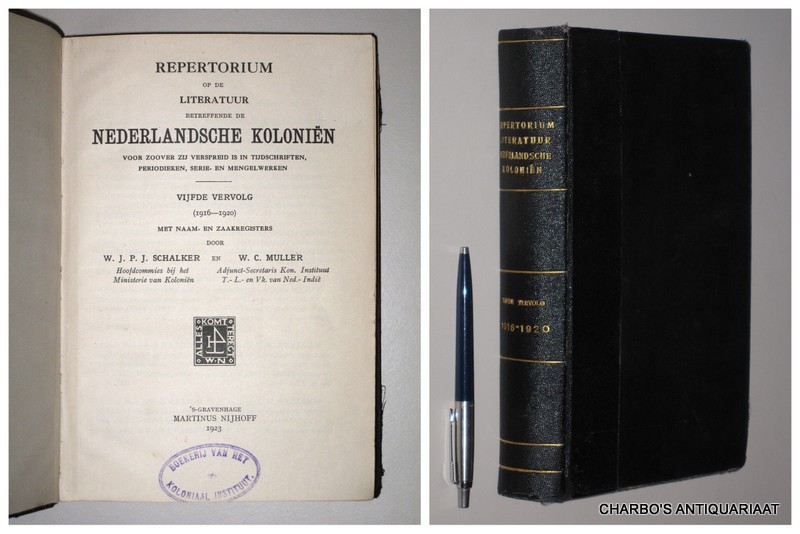 REPERTORIUM
OP DE
LITERATUUR
BETREFFENDE DE
NEDERLANDSCHE KOLONIËN
VOOR ZOOVER ZIJ VERSPREID IS IN TIJDSCHRIFTEN,
PERIODIEKEN, SERIE- EN MENGELWERKEN
VIJFDE VERVOLG
(1916—1920)
MET NAAM- EN ZAAKREGISTERS
DOOR
W. J. P. J. SCHALKER EN W. C. MULLER
Hoofdcommies bij het Adjunct-Secretaris Kon. Instituut
Ministerie van Koloniën T.- L.- en Vk. van Ned.- Indië
ALLES KOMT TERECHT
'S-GRAVENHAGE
MARTINUS NIJHOFF
1923
BOEKERIJ VAN HET
KOLONIAAL INSTITUUT.
REPERTORIUM
LITERATUUR
NEDERLANDSCHE
KOLONIËN
VIJFDE VERVOLG
1916-1920
CHARBO'S ANTIQUARIAAT